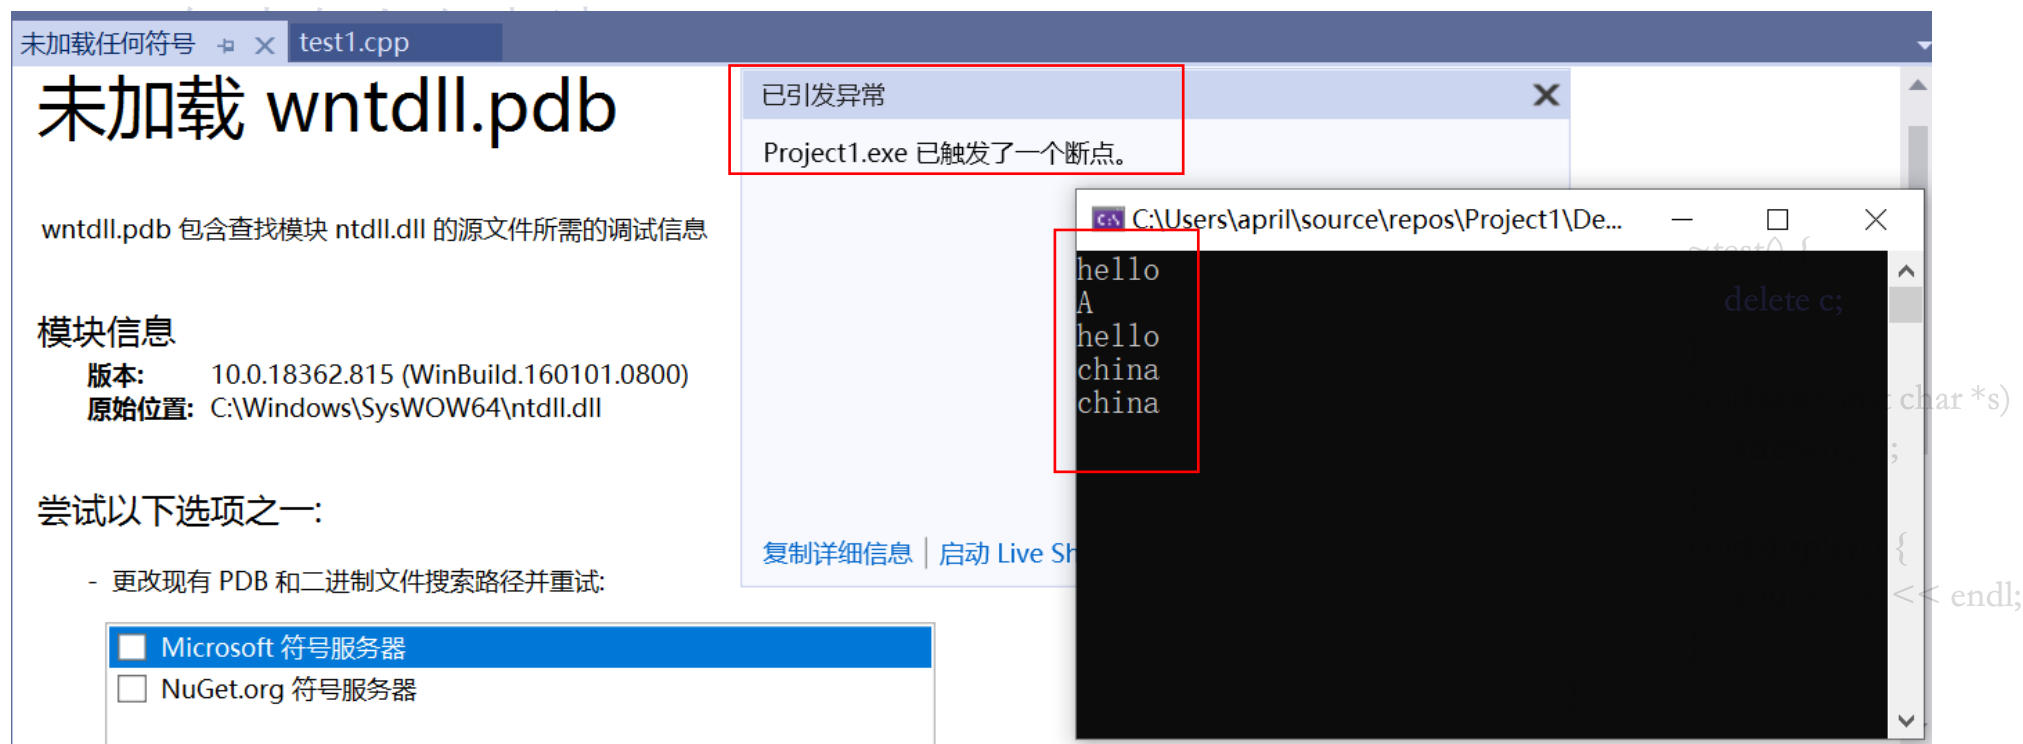 未加载任何符号 test1.cpp
未加载 wntdll.pdb
已引发异常
Project1.exe 已触发了一个断点。
wntdll.pdb 包含查找模块 ntdll.dll 的源文件所需的调试信息
C:\Users\april\source\repos\Project1\De...
~test() {
hello
A
delete c;
hello
模块信息
china
版本: 10.0.18362.815 (WinBuild.160101.0800)
china
char *s)
原始位置: C:\Windows\SysWOW64\ntdll.dll
;
尝试以下选项之一:
复制详细信息 启动 Live Sh
{
- 更改现有 PDB 和二进制文件搜索路径并重试:
<< endl;
Microsoft 符号服务器
NuGet.org 符号服务器